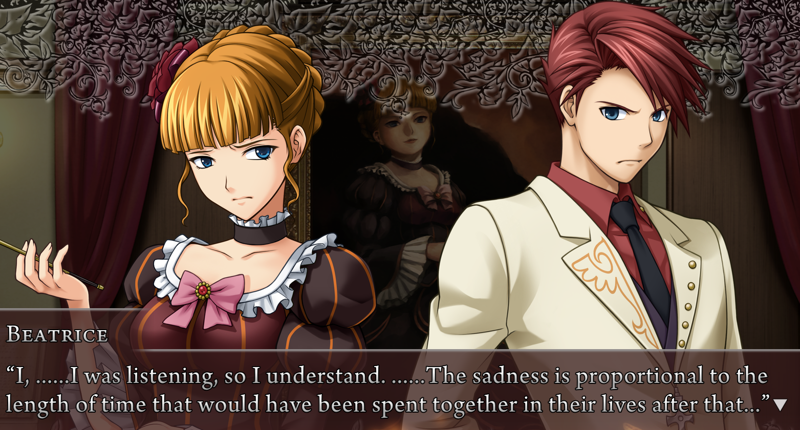 BEATRICE
“I, ......I was listening, so I understand. ......The sadness is proportional to the
length of time that would have been spent together in their lives after that...”▼